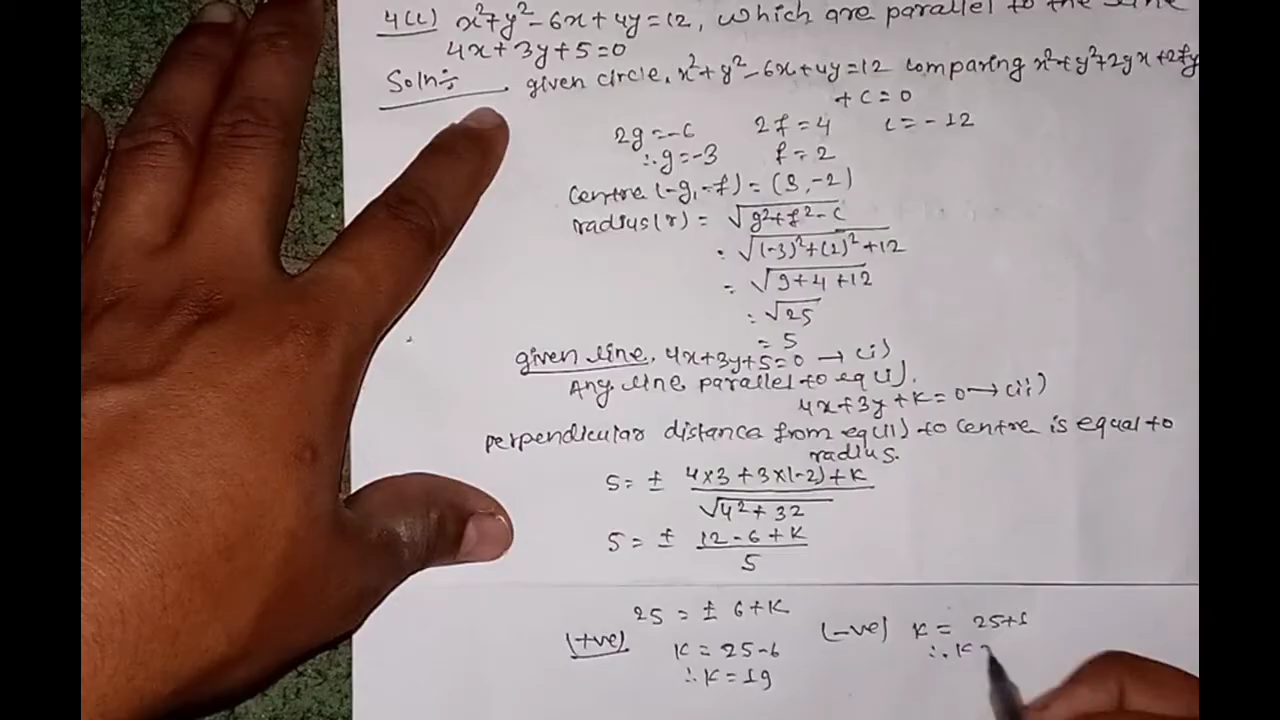 4(c) x²+y²-6x+4y=12, which are parallel to the
4x+3y+5=0
Soln÷ given circle, x²+y²-6x+4y=12 comparing x²+y²+2gx+2fy
+c=0
2g=-6 2f=4 c=-12
∴g=-3 f=2
Centre (-g,-f) = (3,-2)
radius(r) = √g²+f²-c
= √(-3)²+(2)²+12
= √9+4+12
= √25
= 5
given line, 4x+3y+5=0 → (i)
Any line parallel to eq(i),
4x+3y+K=0 → (ii)
perpendicular distance from eq(ii) to centre is equal to
radius.
5 = ± 4×3+3×(-2)+K
√4²+32
5 = ± 12-6+K
5
25 = ± 6+K
(+ve) K = 25-6 (-ve) K = 25+
∴K = 19 ∴K =